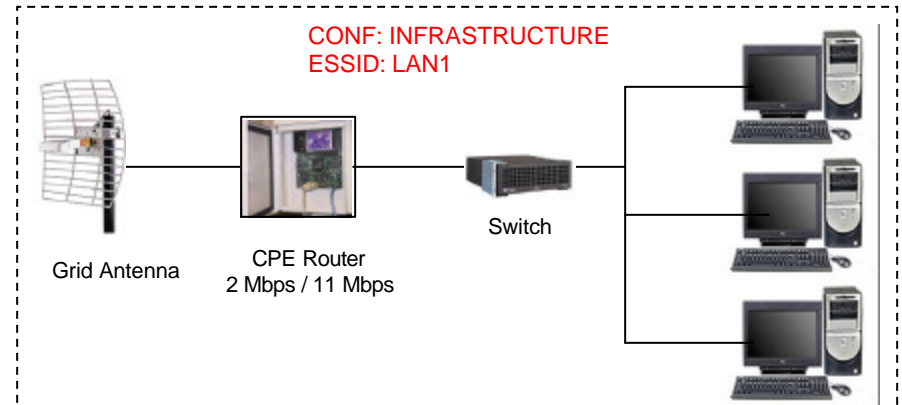 CONF: INFRASTRUCTURE
ESSID: LAN1
Grid Antenna
CPE Router
2 Mbps / 11 Mbps
Switch